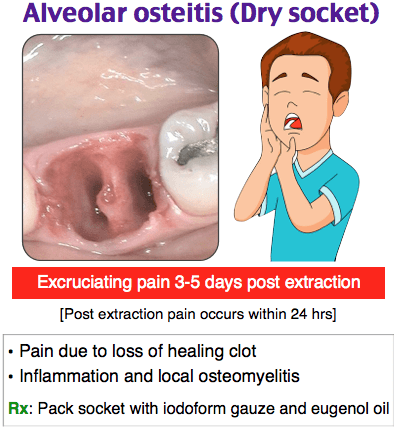 Alveolar osteitis (Dry socket)
Excruciating pain 3-5 days post extraction
[Post extraction pain occurs within 24 hrs]
• Pain due to loss of healing clot
• Inflammation and local osteomyelitis
Rx: Pack socket with iodoform gauze and eugenol oil